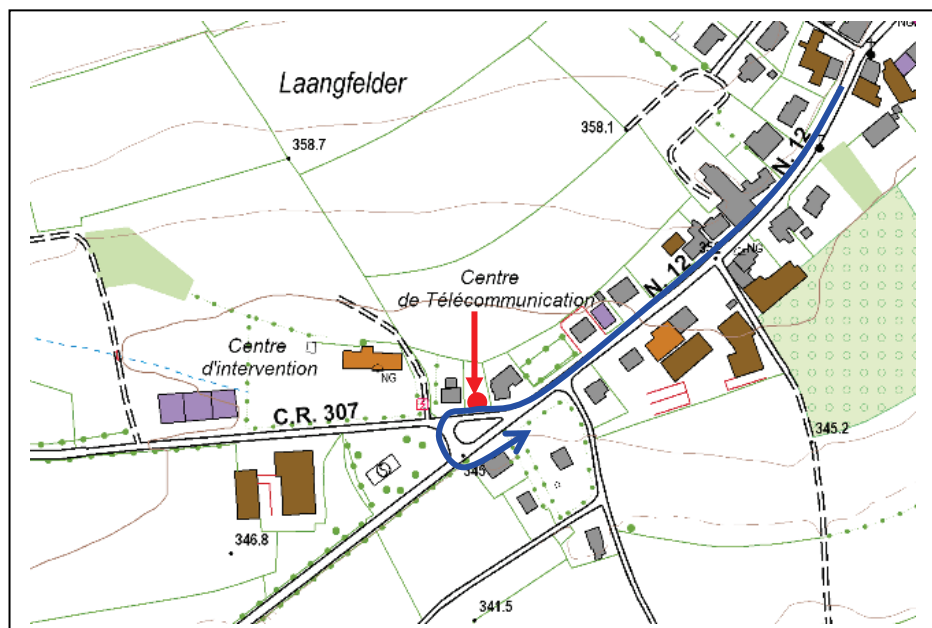 NG
Laangfelder
358.1
358.7
N. 12
NG
N. 12
Centre
de Télécommunication
Centre
d'intervention
NG
C.R. 307
345.2
345
346.8
341.5